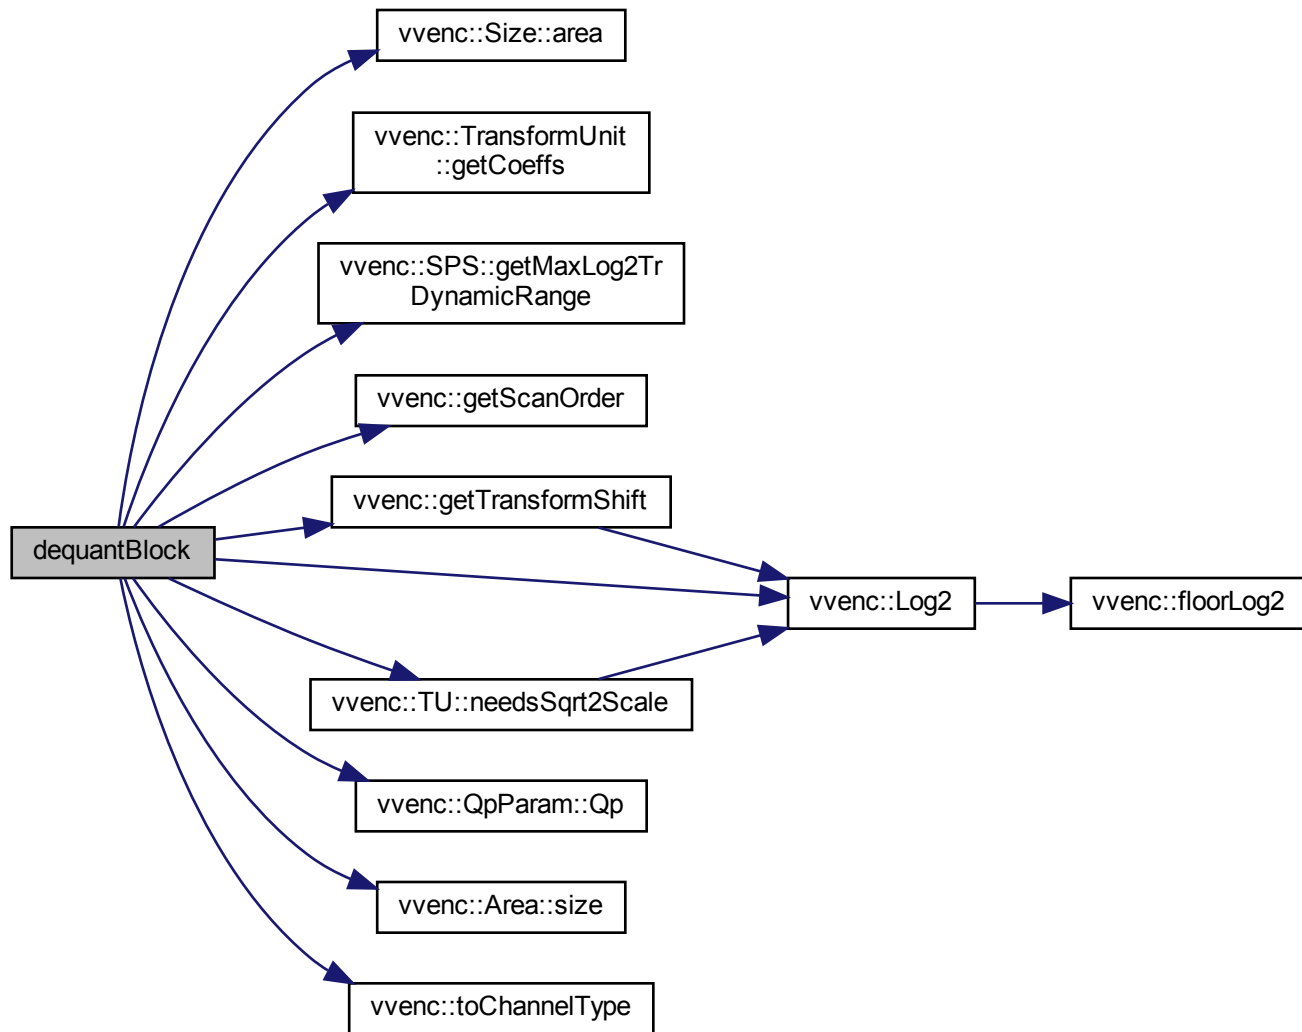 vvenc::Size::area
vvenc::TransformUnit
::getCoeffs
vvenc::SPS::getMaxLog2Tr
DynamicRange
vvenc::getScanOrder
vvenc::getTransformShift
dequantBlock
vvenc::Log2
vvenc::floorLog2
vvenc::TU::needsSqrt2Scale
vvenc::QpParam::Qp
vvenc::Area::size
vvenc::toChannelType